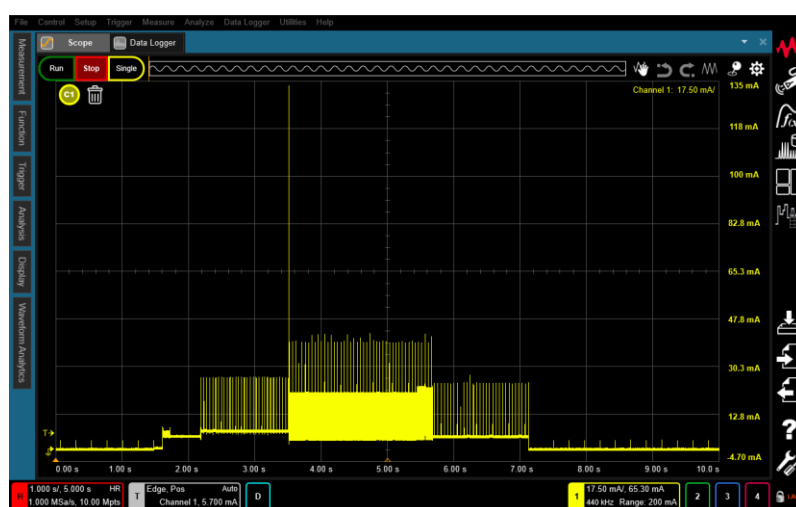 File Control Setup Trigger Measure Analyze Data Logger Utilities Help
Scope Data Logger
Run Stop Single
Measurement
Function
Trigger
Analysis
Display
Waveform Analytics
C1
Channel 1: 17.50 mA/
135 mA
118 mA
100 mA
82.8 mA
65.3 mA
47.8 mA
30.3 mA
12.8 mA
-4.70 mA
T
0.00 s 1.00 s 2.00 s 3.00 s 4.00 s 5.00 s 6.00 s 7.00 s 8.00 s 9.00 s 10.0 s
H
1.000 s/, 5.000 s HR
1.000 MSa/s, 10.00 Mpts
T
Edge, Pos Auto
Channel 1, 5.700 mA
D
1
17.50 mA/, 65.30 mA
440 kHz Range: 200 mA
2
3
4
?